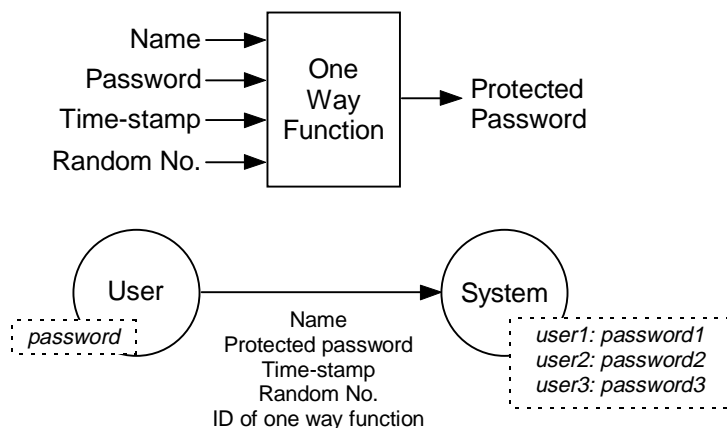 Name
Password
Time-stamp
Random No.
One
Way
Function
Protected
Password
User
password
Name
Protected password
Time-stamp
Random No.
ID of one way function
System
user1: password1
user2: password2
user3: password3